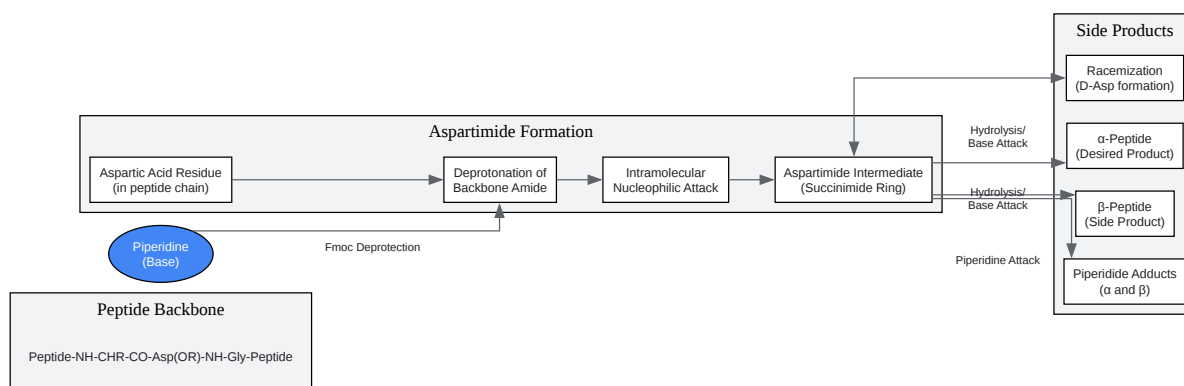 Side Products
Racemization
(D-Asp formation)
Aspartimide Formation
Hydrolysis/
Base Attack
α-Peptide
(Desired Product)
Aspartic Acid Residue
(in peptide chain)
Deprotonation of
Backbone Amide
Intramolecular
Nucleophilic Attack
Aspartimide Intermediate
(Succinimide Ring)
Hydrolysis/
Base Attack
β-Peptide
(Side Product)
Piperidine
(Base)
Fmoc Deprotection
Piperidine Attack
Piperidide Adducts
(α and β)
Peptide Backbone
Peptide-NH-CHR-CO-Asp(OR)-NH-Gly-Peptide